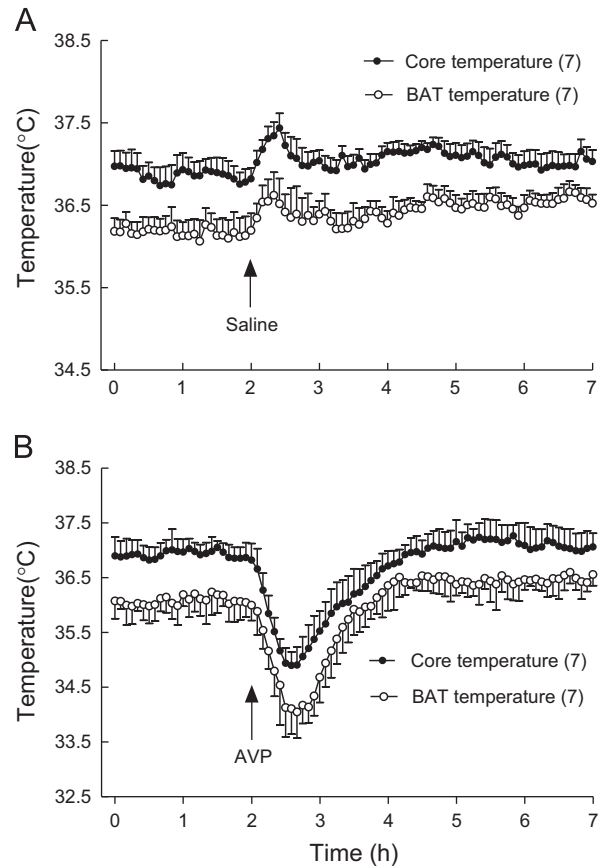 A
38.5
37.5
36.5
35.5
34.5
Temperature(°C)
Core temperature (7)
BAT temperature (7)
Saline
0 1 2 3 4 5 6 7
B
38.5
37.5
36.5
35.5
34.5
33.5
32.5
Temperature(°C)
Core temperature (7)
BAT temperature (7)
AVP
0 1 2 3 4 5 6 7
Time (h)